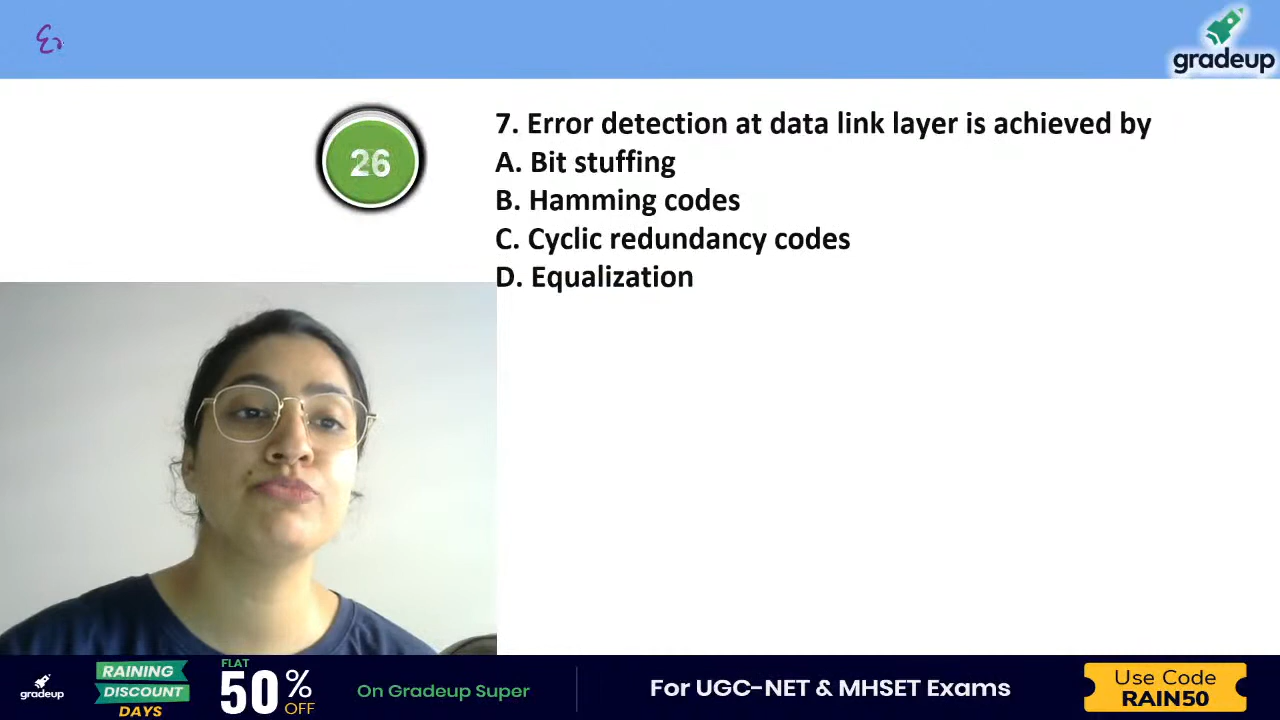 gradeup
26
7. Error detection at data link layer is achieved by
A. Bit stuffing
B. Hamming codes
C. Cyclic redundancy codes
D. Equalization
gradeup
RAINING
DISCOUNT
DAYS
FLAT
50% OFF
On Gradeup Super
For UGC-NET & MHSET Exams
Use Code
RAIN50